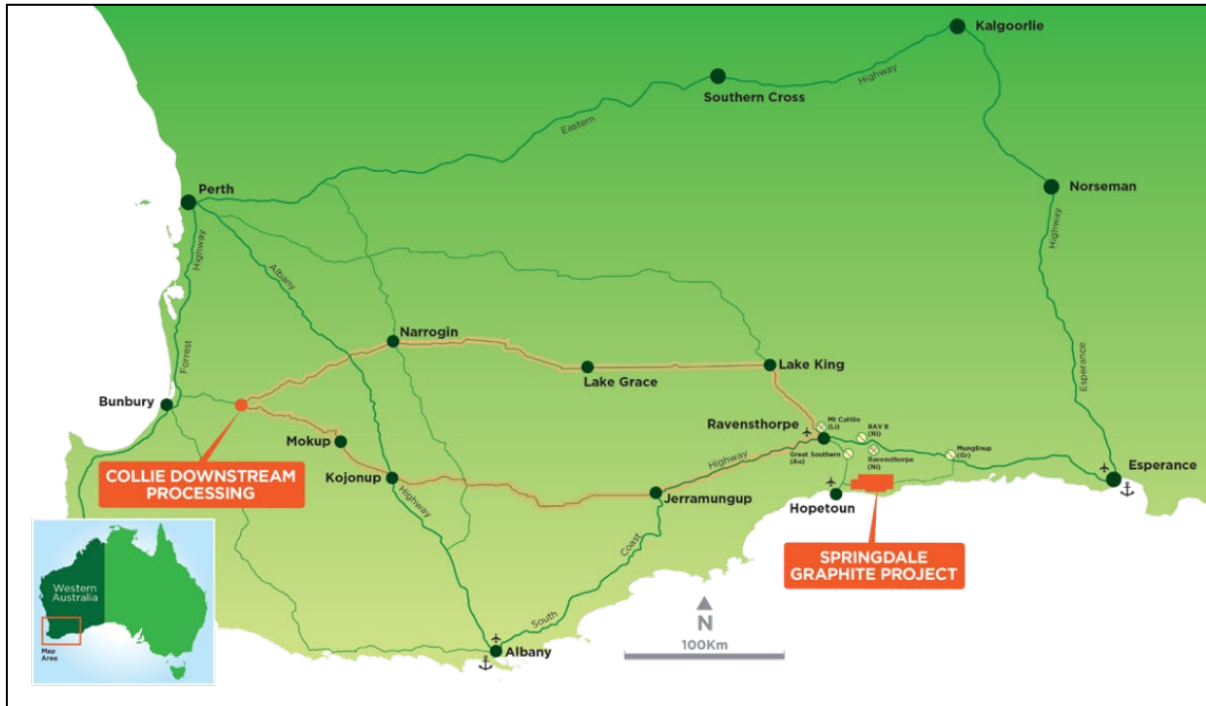 Kalgoorlie
Highway
Southern Cross
Eastern
Perth
Norseman
Highway
Highway
Albany
Narrogin
Lake King
Lake Grace
Esperance
Forrest
Bunbury
Mokup
Ravensthorpe
Mt Cattlin
(Li)
RAV 8
(Ni)
Great Southern
(Au)
Ravensthorpe
(Ni)
Munglinup
(Gr)
COLLIE DOWNSTREAM
PROCESSING
Kojonup
Highway
Highway
Jerramungup
Hopetoun
Esperance
Coast
South
SPRINGDALE
GRAPHITE PROJECT
Western
Australia
Map
Area
N
100Km
Albany